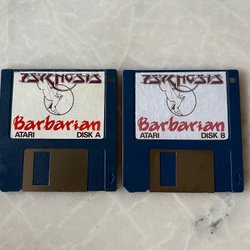 PSYGNOSIS
Barbarian
ATARI DISK A
PSYGNOSIS
Barbarian
ATARI DISK B